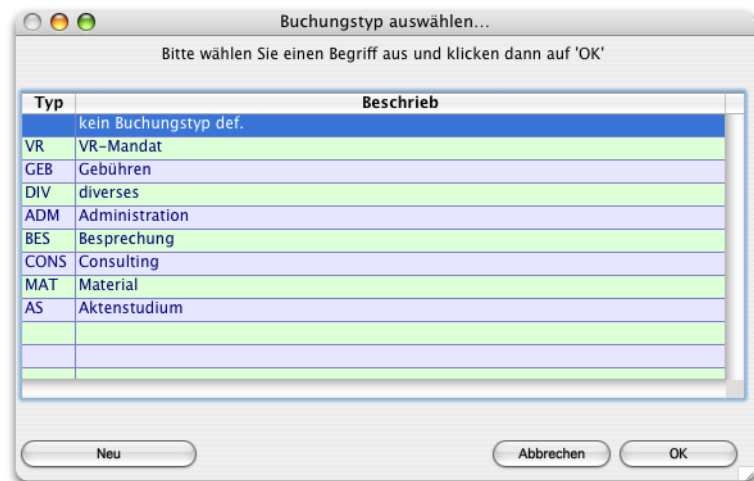 Buchungstyp auswählen...
Bitte wählen Sie einen Begriff aus und klicken dann auf 'OK'
Typ Beschrieb
kein Buchungstyp def.
VR VR-Mandat
GEB Gebühren
DIV diverses
ADM Administration
BES Besprechung
CONS Consulting
MAT Material
AS Aktenstudium
Neu Abbrechen OK